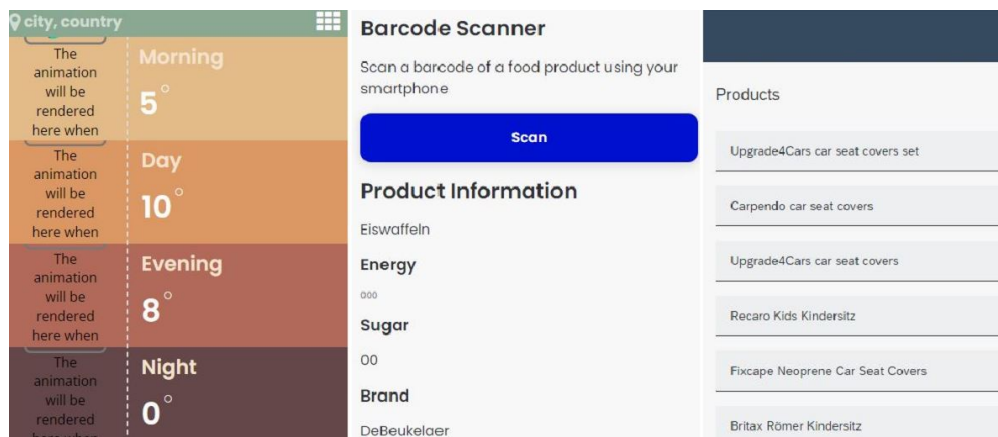 city, country
The
animation
will be
rendered
here when
Morning
5°
The
animation
will be
rendered
here when
Day
10°
The
animation
will be
rendered
here when
Evening
8°
The
animation
will be
rendered
Night
0°
Barcode Scanner
Scan a barcode of a food product using your
smartphone
Scan
Product Information
Eiswaffeln
Energy
000
Sugar
00
Brand
DeBeukelaer
Products
Upgrade4Cars car seat covers set
Carpendo car seat covers
Upgrade4Cars car seat covers
Recaro Kids Kindersitz
Fixcape Neoprene Car Seat Covers
Britax Römer Kindersitz